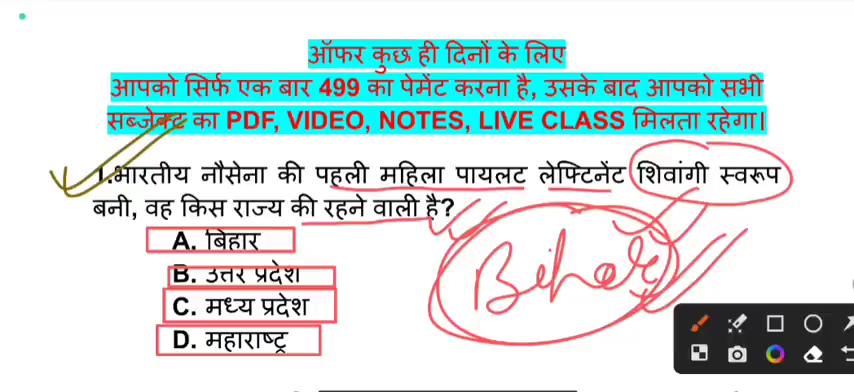 ऑफर कुछ ही दिनों के लिए
आपको सिर्फ एक बार 499 का पेमेंट करना है, उसके बाद आपको सभी
सब्जेक्ट का PDF, VIDEO, NOTES, LIVE CLASS मिलता रहेगा।
1.भारतीय नौसेना की पहली महिला पायलट लेफ्टिनेंट शिवांगी स्वरूप
बनी, वह किस राज्य की रहने वाली है?
A. बिहार
Bihar
B. उत्तर प्रदेश
C. मध्य प्रदेश
D. महाराष्ट्र